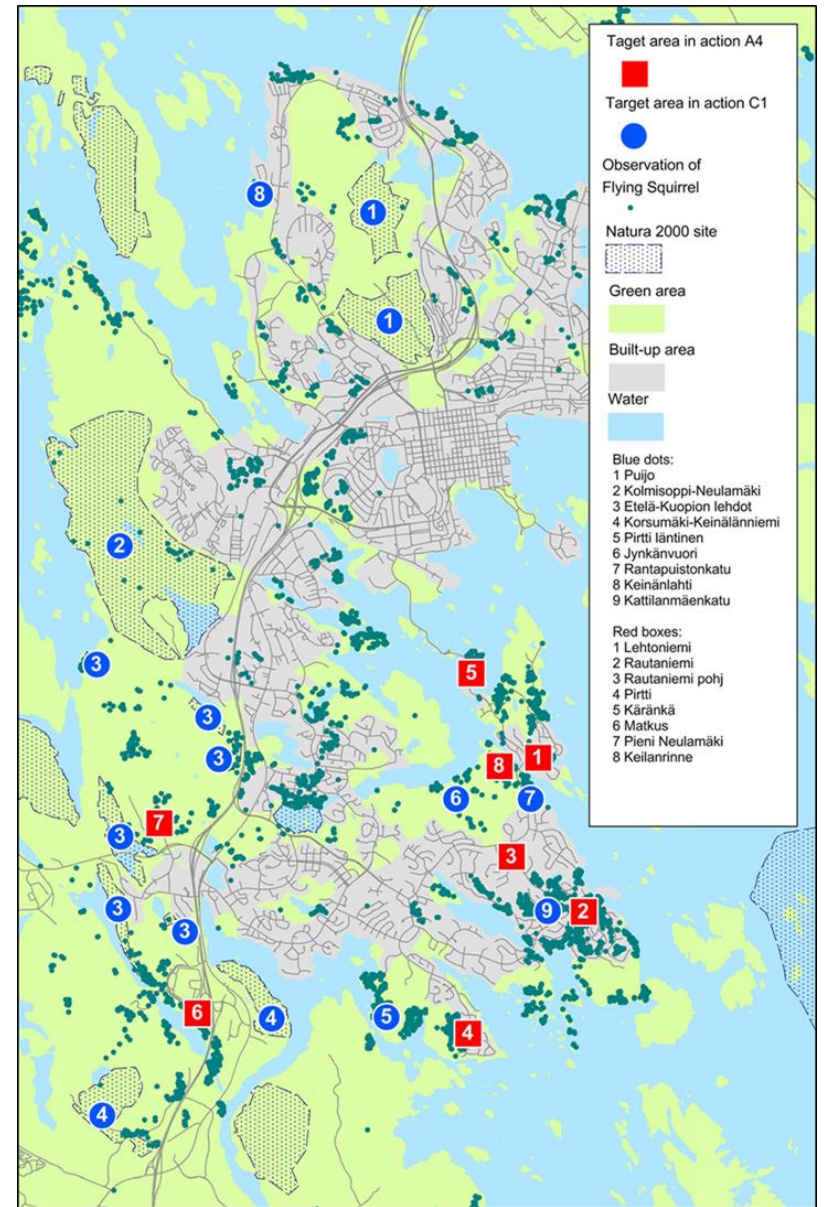 Taget area in action A4
Target area in action C1
Observation of
Flying Squirrel
Natura 2000 site
Green area
Built-up area
Water
Blue dots:
1 Puijo
2 Kolmisoppi-Neulamäki
3 Etelä-Kuopion lehdot
4 Korsumäki-Keinälänniemi
5 Pirtti läntinen
6 Jynkänvuori
7 Rantapuistonkatu
8 Keinänlahti
9 Kattilanmäenkatu
Red boxes:
1 Lehtoniemi
2 Rautaniemi
3 Rautaniemi pohj
4 Pirtti
5 Käränkä
6 Matkus
7 Pieni Neulamäki
8 Keilanrinne
8
1
1
2
3
5
3
3
1
8
6
7
7
3
3
3
9
2
3
6
4
5
4
4